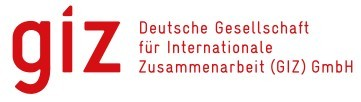 giz
Deutsche Gesellschaft
für Internationale
Zusammenarbeit (GIZ) GmbH